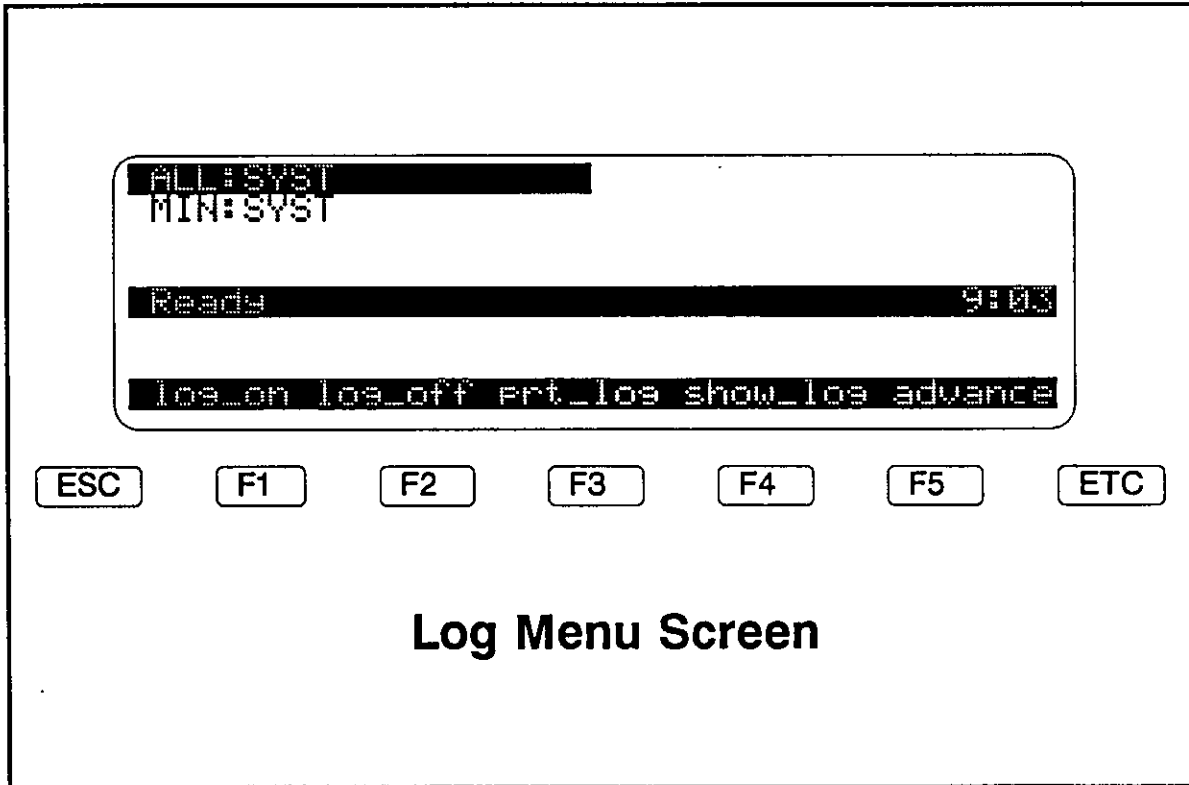 ALL:SYST
MIN:SYST
Ready 9:03
log_on log_off prt_log show_log advance
ESC F1 F2 F3 F4 F5 ETC
Log Menu Screen